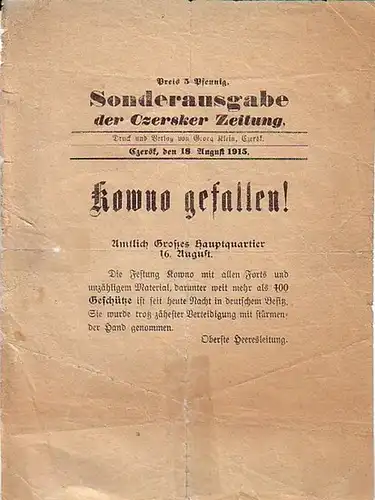 Preis 5 Pfennig.
Sonderausgabe
der Czersker Zeitung,
Druck und Verlag von Georg Klein, Czersk.
Czersk, den 18 August 1915.
Kowno gefallen!
Amtlich Großes Hauptquartier
16. August.
Die Festung Kowno mit allen Forts und
unzähligem Material, darunter weit mehr als 400
Geschütze ist seit heute Nacht in deutschem Besitz.
Sie wurde trotz zähester Verteidigung mit stürmen-
der Hand genommen.
Oberste Heeresleitung.